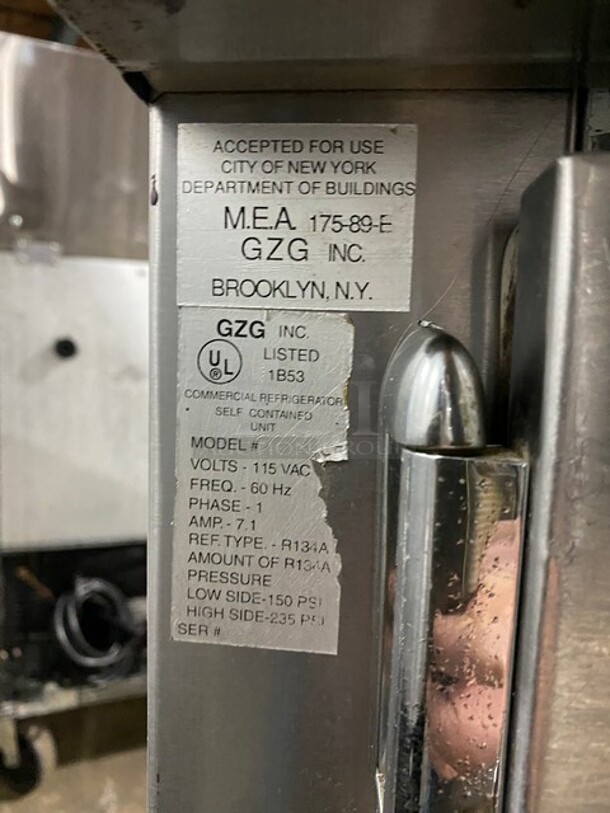 ACCEPTED FOR USE
CITY OF NEW YORK
DEPARTMENT OF BUILDINGS
M.E.A. 175-89-E
GZG INC.
BROOKLYN, N.Y.
GZG INC.
UL ® LISTED
1B53
COMMERCIAL REFRIGERATOR
SELF CONTAINED
UNIT
MODEL #
VOLTS - 115 VAC
FREQ. - 60 Hz
PHASE - 1
AMP. - 7.1
REF. TYPE. - R134A
AMOUNT OF R134A
PRESSURE
LOW SIDE-150 PSI
HIGH SIDE-235 PSI
SER #